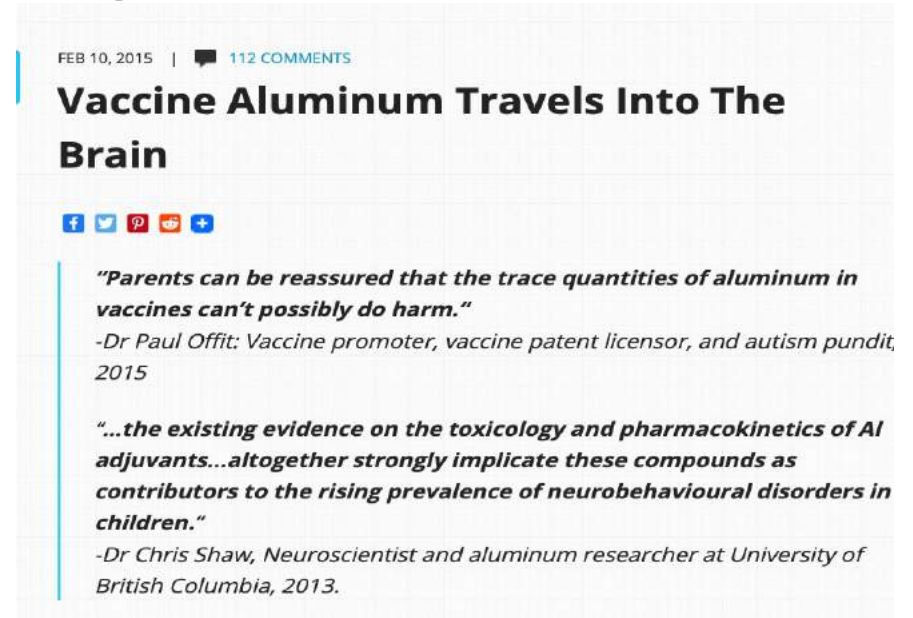 FEB 10, 2015 | 112 COMMENTS
Vaccine Aluminum Travels Into The
Brain
“Parents can be reassured that the trace quantities of aluminum in
vaccines can’t possibly do harm.“
-Dr Paul Offit: Vaccine promoter, vaccine patent licensor, and autism pundit,
2015
“...the existing evidence on the toxicology and pharmacokinetics of Al
adjuvants...altogether strongly implicate these compounds as
contributors to the rising prevalence of neurobehavioural disorders in
children.“
-Dr Chris Shaw, Neuroscientist and aluminum researcher at University of
British Columbia, 2013.